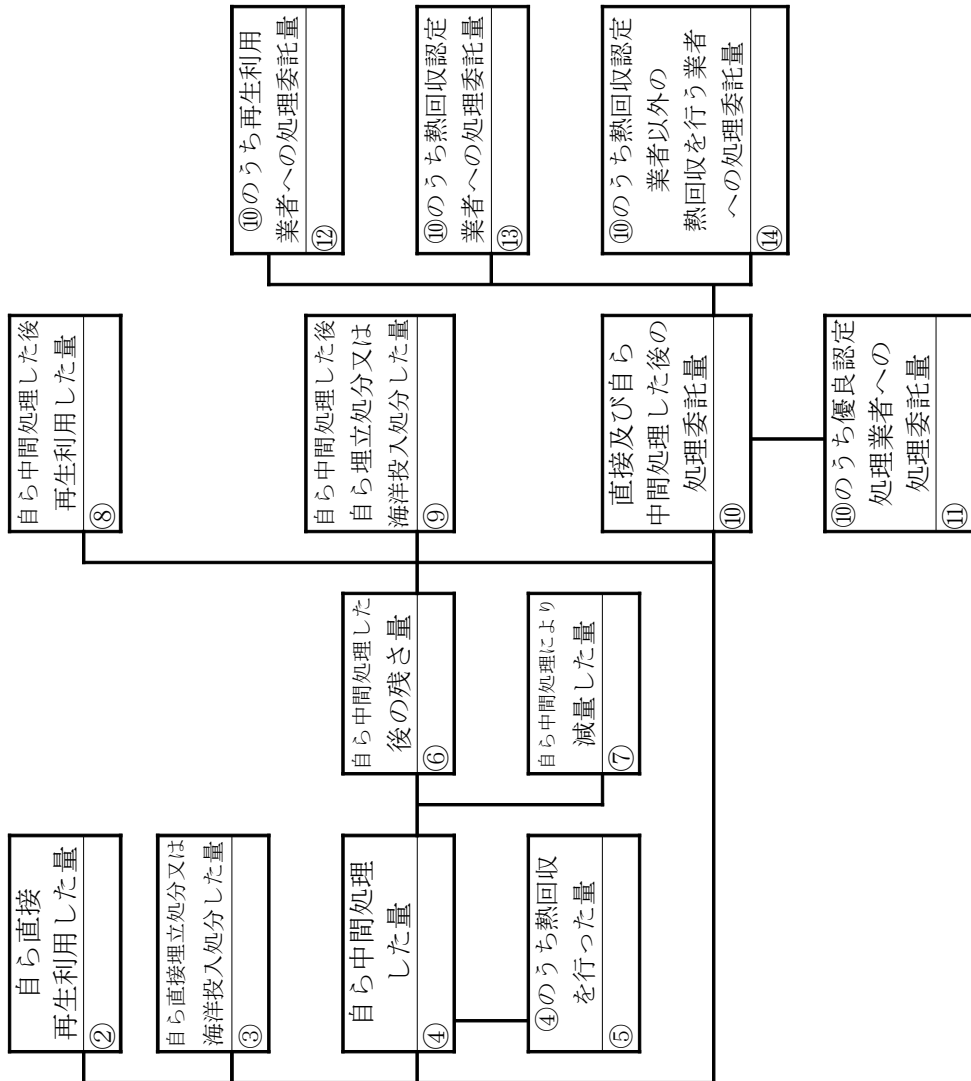 自ら直接
再生利用した量
②
自ら直接埋立処分又は
海洋投入処分した量
③
自ら中間処理
した量
④
④のうち熱回収
を行った量
⑤
自ら中間処理した
後の残さ量
⑥
自ら中間処理により
減量した量
⑦
自ら中間処理した後
再生利用した量
⑧
自ら中間処理した後
自ら埋立処分又は
海洋投入処分した量
⑨
直接及び自ら
中間処理した後の
処理委託量
⑩
⑩のうち優良認定
処理業者への
処理委託量
⑪
⑩のうち再生利用
業者への処理委託量
⑫
⑩のうち熱回収認定
業者への処理委託量
⑬
⑩のうち熱回収認定
業者以外の
熱回収を行う業者
への処理委託量
⑭